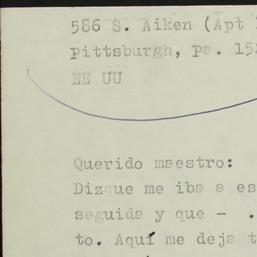 586 S. Aiken (Apt
Pittsburgh, pa. 15
EE UU
Querido maestro:
Dizque me iba a es
seguida y que - .
to. Aquí me deja t